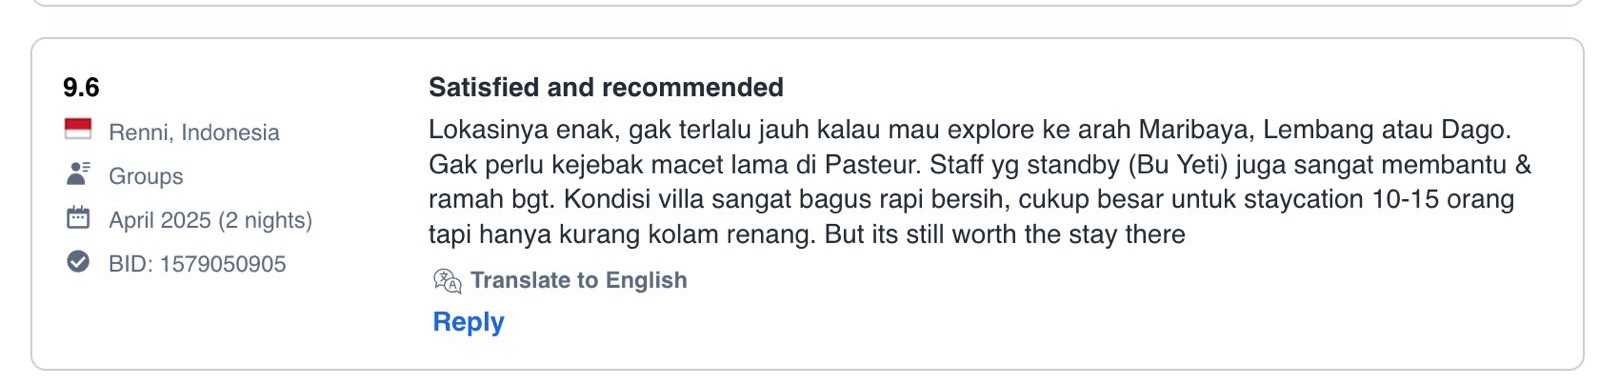 9.6
Renni, Indonesia
Groups
April 2025 (2 nights)
BID: 1579050905
Satisfied and recommended
Lokasinya enak, gak terlalu jauh kalau mau explore ke arah Maribaya, Lembang atau Dago.
Gak perlu kejebak macet lama di Pasteur. Staff yg standby (Bu Yeti) juga sangat membantu &
ramah bgt. Kondisi villa sangat bagus rapi bersih, cukup besar untuk staycation 10-15 orang
tapi hanya kurang kolam renang. But its still worth the stay there
Translate to English
Reply